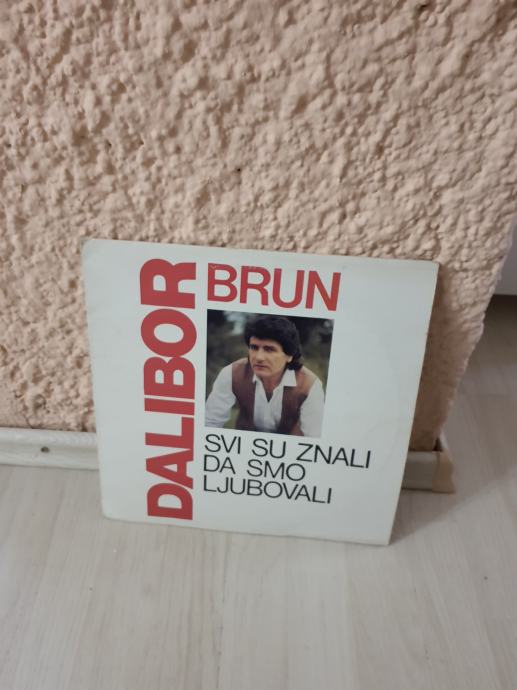 DALIBOR
BRUN
SVI SU ZNALI
DA SMO
LJUBOVALI